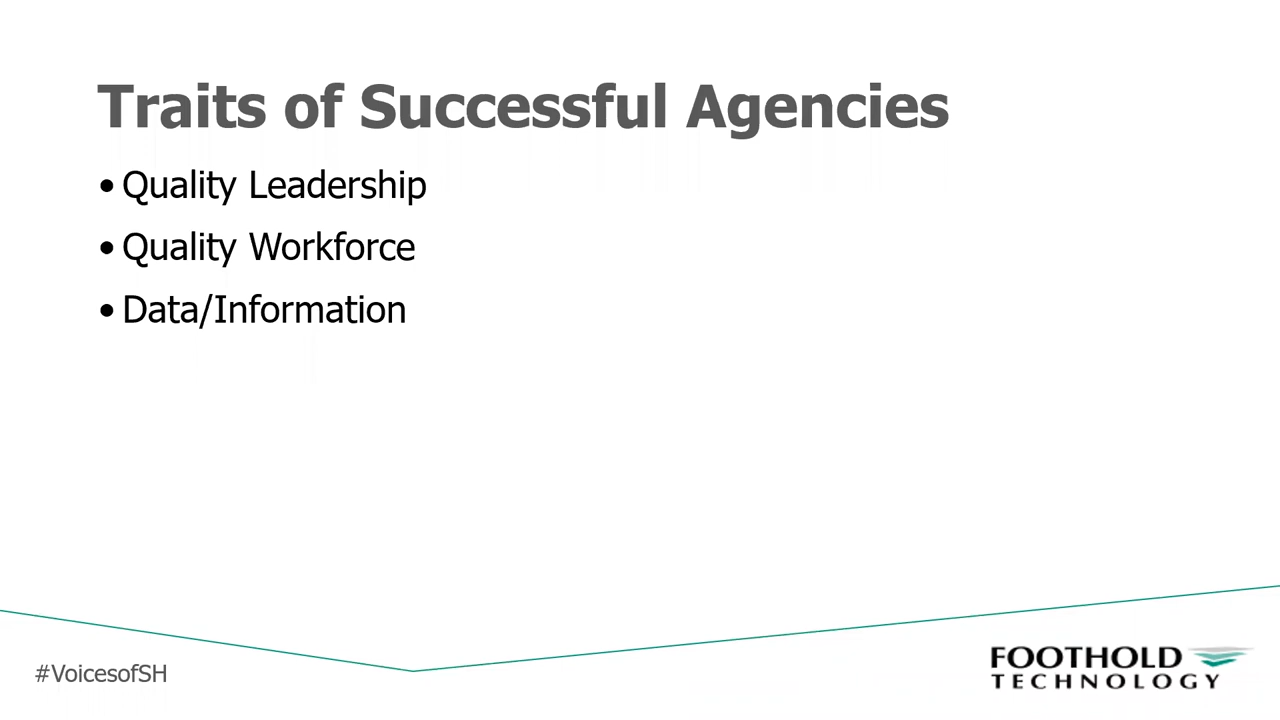 Traits of Successful Agencies
• Quality Leadership
• Quality Workforce
• Data/Information
#VoicesofSH
FOOTHOLD
TECHNOLOGY